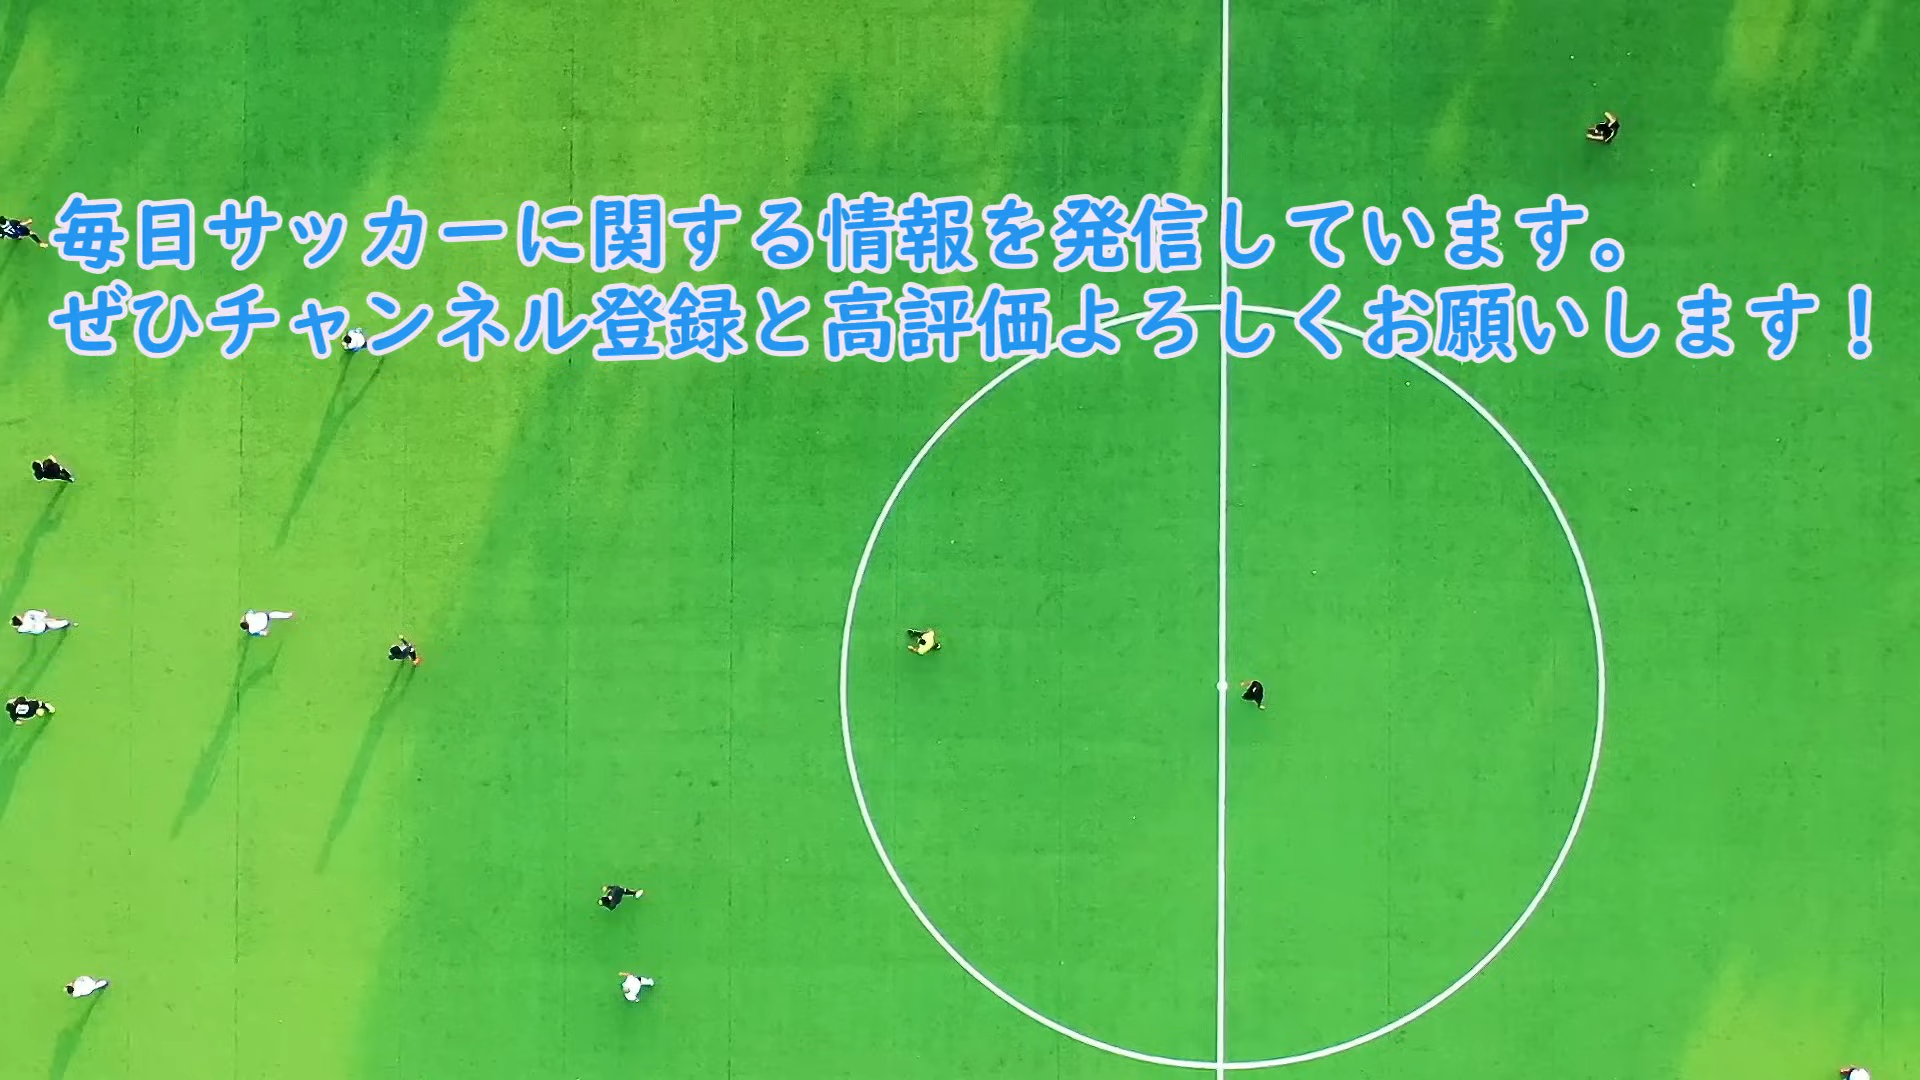 毎日サッカーに関する情報を発信しています。
ぜひチャンネル登録と高評価よろしくお願いします！